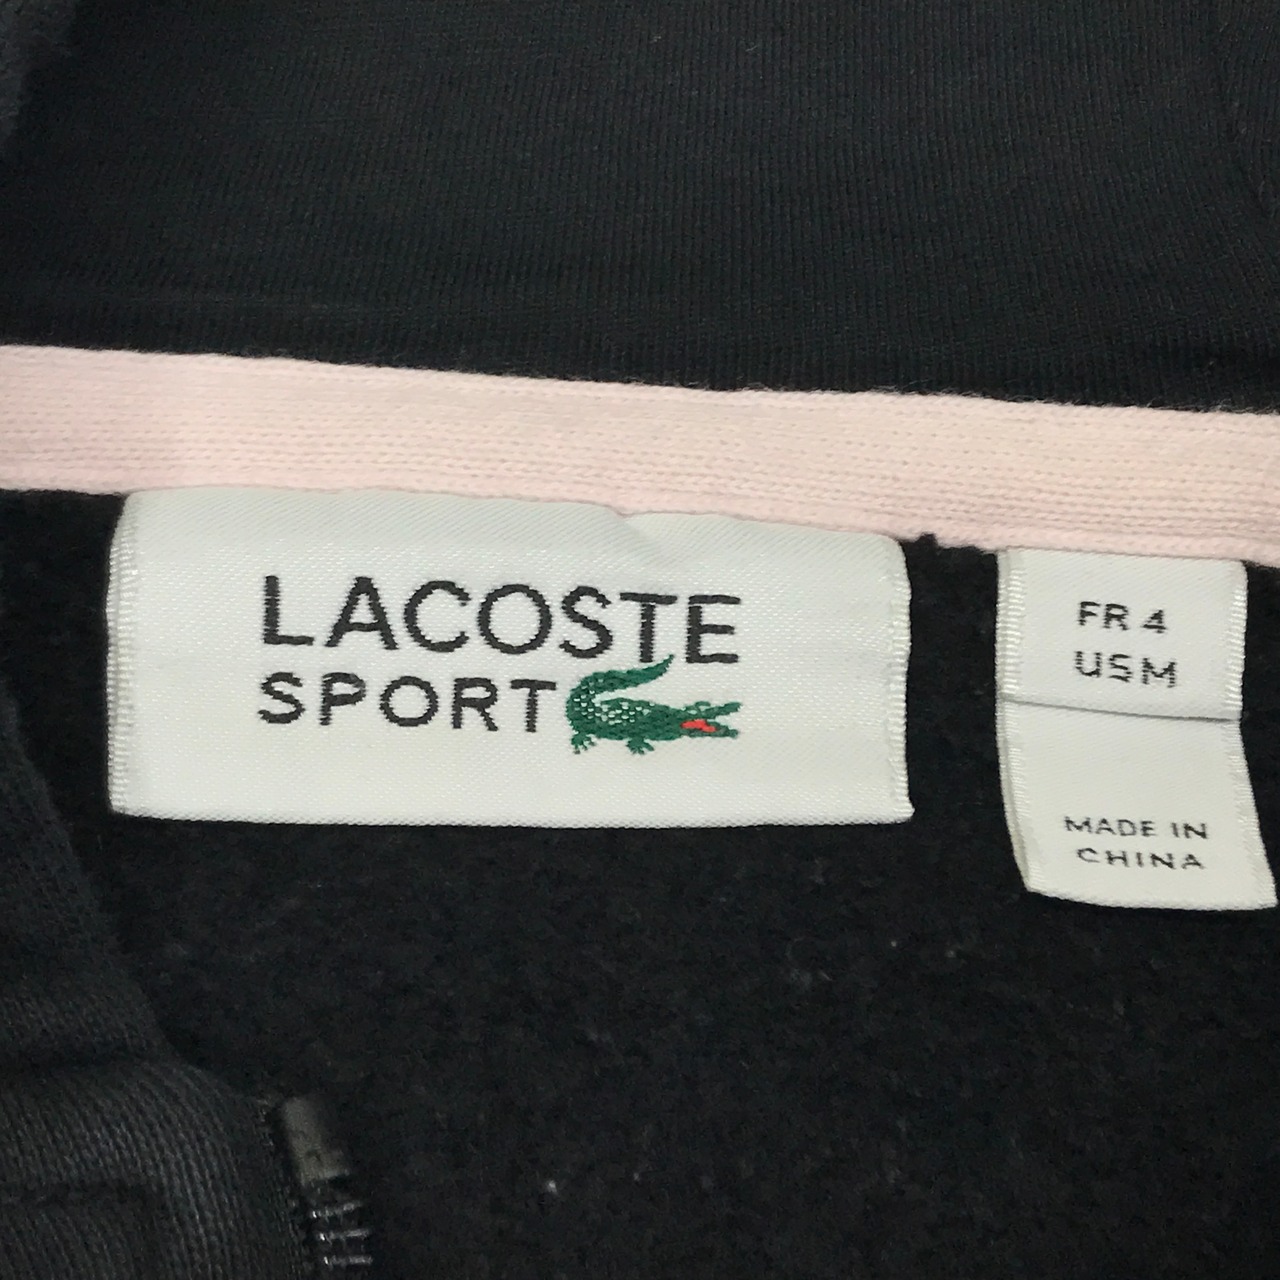 LACOSTE
SPORT
FR 4
US M
MADE IN
CHINA